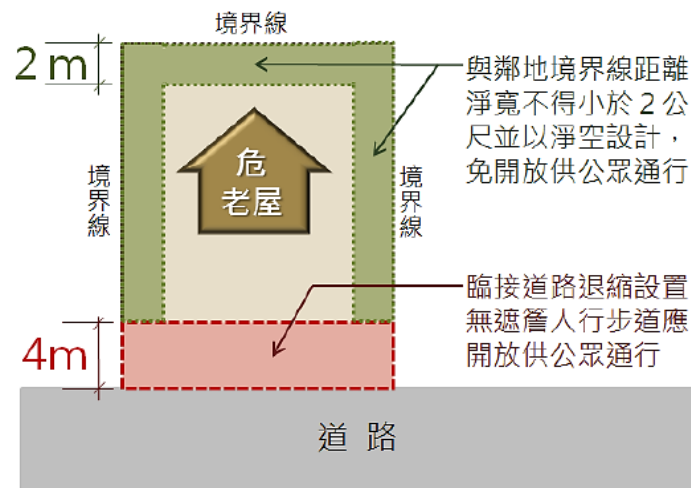 境界線
2m
與鄰地境界線距離
淨寬不得小於2公
尺並以淨空設計，
免開放供公眾通行
境界線
危
老屋
境界線
臨接道路退縮設置
無遮簷人行步道應
開放供公眾通行
4m
道路